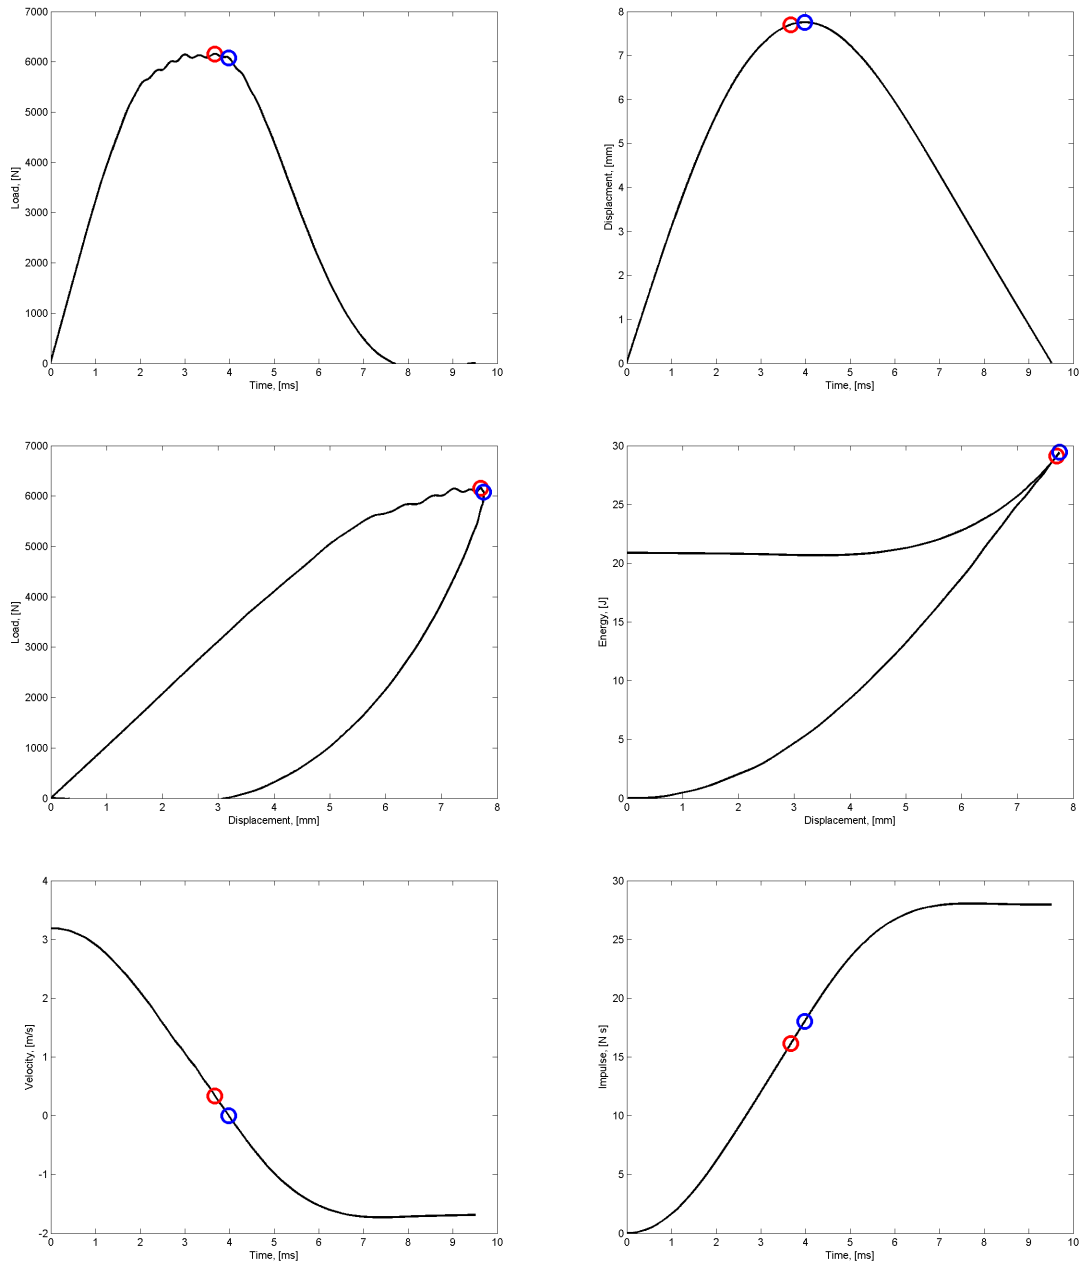 7000
6000
5000
4000
3000
2000
1000
0
Load, [N]
0 1 2 3 4 5 6 7 8 9 10
Time, [ms]
8
7
6
5
4
3
2
1
0
Displacment, [mm]
0 1 2 3 4 5 6 7 8 9 10
Time, [ms]
7000
6000
5000
4000
3000
2000
1000
0
Load, [N]
0 1 2 3 4 5 6 7 8
Displacement, [mm]
30
25
20
15
10
5
0
Energy, [J]
0 1 2 3 4 5 6 7 8
Displacement, [mm]
4
3
2
1
0
-1
-2
Velocity, [m/s]
0 1 2 3 4 5 6 7 8 9 10
Time, [ms]
30
25
20
15
10
5
0
Impulse, [N s]
0 1 2 3 4 5 6 7 8 9 10
Time, [ms]